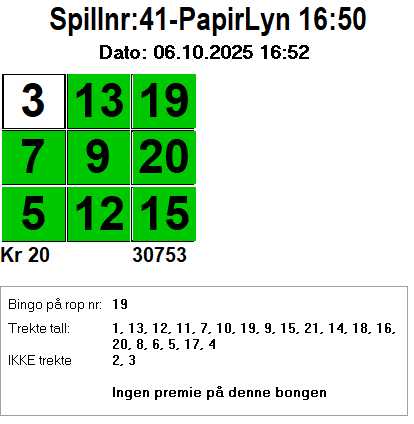 Spillnr:41-PapirLyn 16:50
Dato: 06.10.2025 16:52
3 13 19
7 9 20
5 12 15
Kr 20 30753
Bingo på rop nr: 19
Trekte tall: 1, 13, 12, 11, 7, 10, 19, 9, 15, 21, 14, 18, 16,
20, 8, 6, 5, 17, 4
IKKE trekte 2, 3
Ingen premie på denne bongen